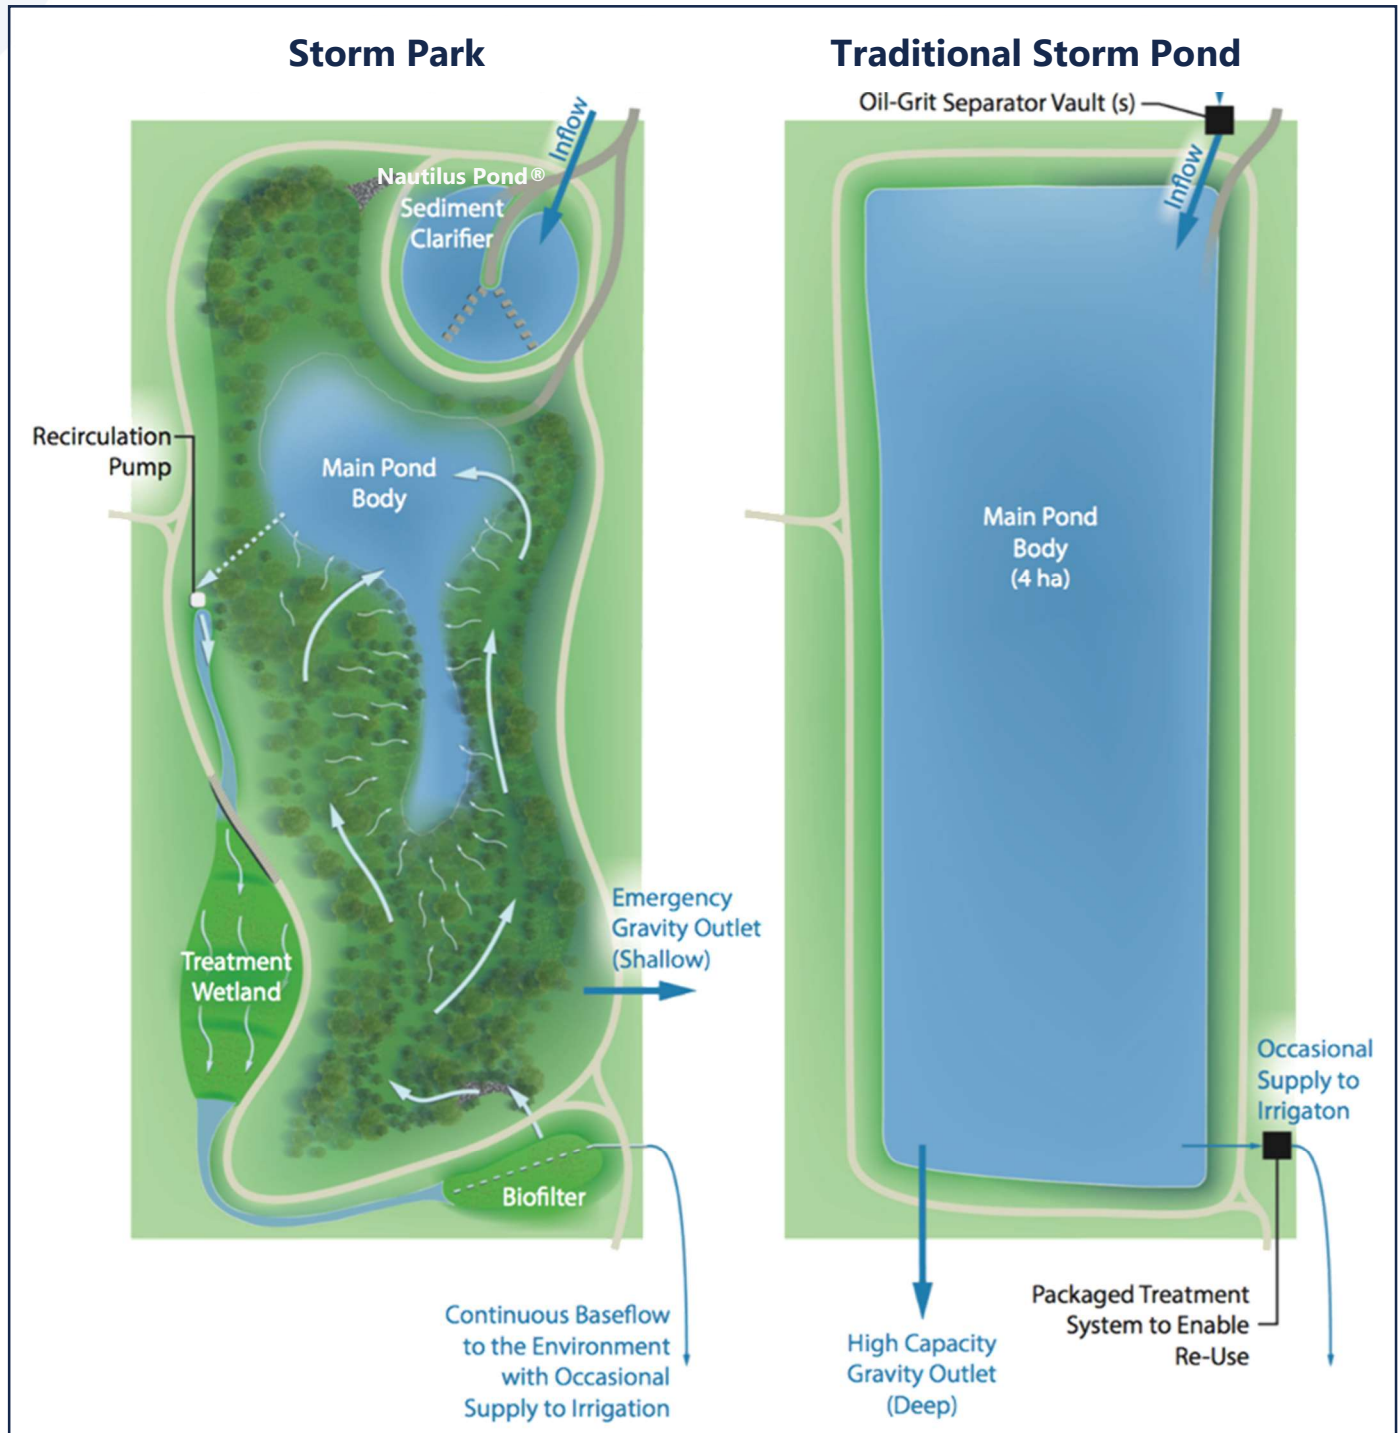 Storm Park
Inflow
Nautilus Pond®
Sediment
Clarifier
Recirculation
Pump
Main Pond
Body
Emergency
Gravity Outlet
(Shallow)
Treatment
Wetland
Biofilter
Continuous Baseflow
to the Environment
with Occasional
Supply to Irrigation
Traditional Storm Pond
Oil-Grit Separator Vault (s)
Inflow
Main Pond
Body
(4 ha)
Occasional
Supply to
Irrigaton
Packaged Treatment
System to Enable
Re-Use
High Capacity
Gravity Outlet
(Deep)